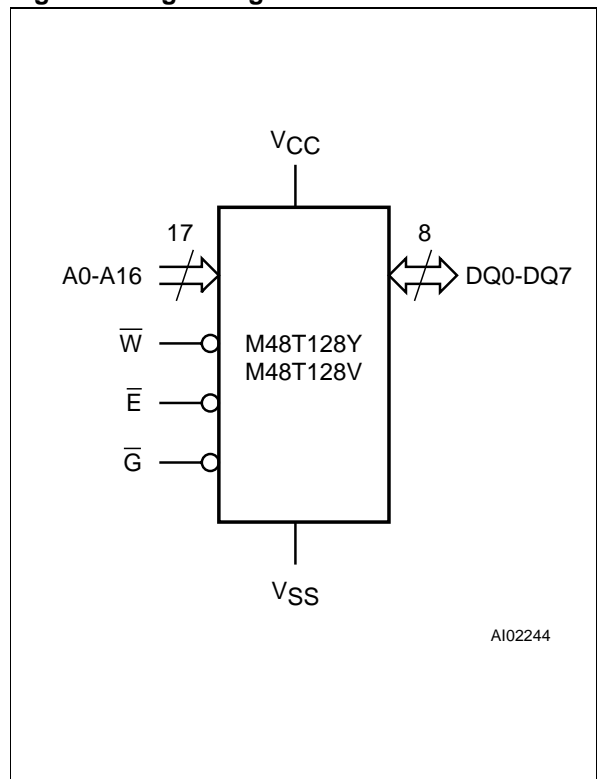 VCC
17
8
A0-A16
DQ0-DQ7
W̅
M48T128Y
M48T128V
E̅
G̅
VSS
AI02244